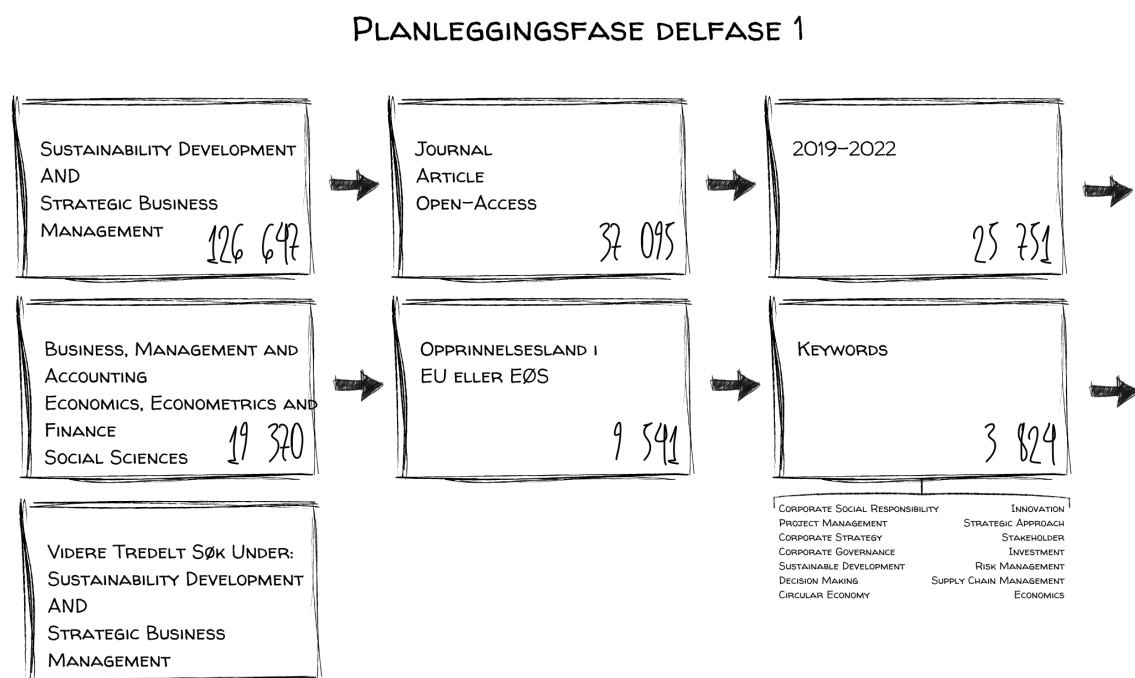 Planleggingsfase delfase 1
Sustainability Development
AND
Strategic Business
Management
126 647
Journal
Article
Open-Access
37 095
2019-2022
25 751
Business, Management and
Accounting
Economics, Econometrics and
Finance
Social Sciences
19 370
Opprinnelsesland i
EU eller EØS
9 541
Keywords
3 824
Corporate Social Responsibility
Project Management
Corporate Strategy
Corporate Governance
Sustainable Development
Decision Making
Circular Economy
Innovation
Strategic Approach
Stakeholder
Investment
Risk Management
Supply Chain Management
Economics
Videre Tredelt Søk Under:
Sustainability Development
AND
Strategic Business
Management